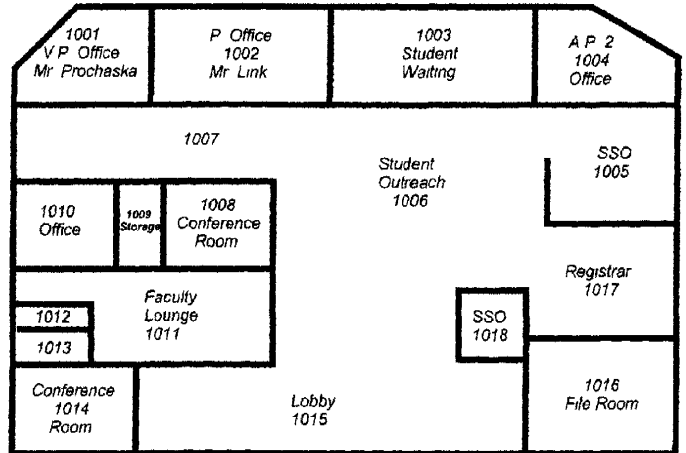 1001
V P Office
Mr Prochaska
P Office
1002
Mr Link
1003
Student
Waiting
A P 2
1004
Office
1007
Student
Outreach
1006
SSO
1005
1010
Office
1009
Storage
1008
Conference
Room
Registrar
1017
Faculty
Lounge
1011
1012
1013
SSO
1018
Conference
1014
Room
Lobby
1015
1016
File Room